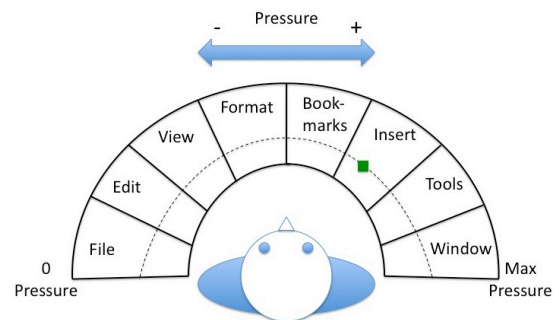 Pressure
- +
Format
Book-
marks
View
Insert
Edit
Tools
File
Window
0
Pressure
Max
Pressure